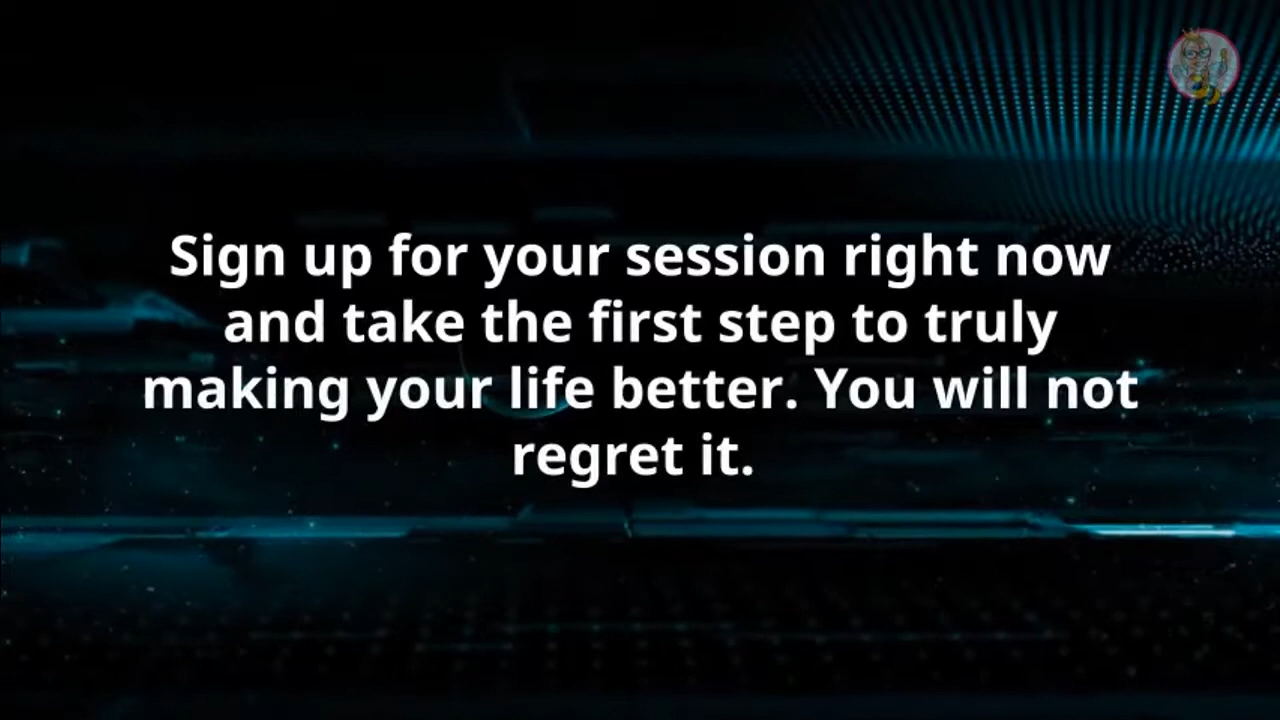 Sign up for your session right now
and take the first step to truly
making your life better. You will not
regret it.